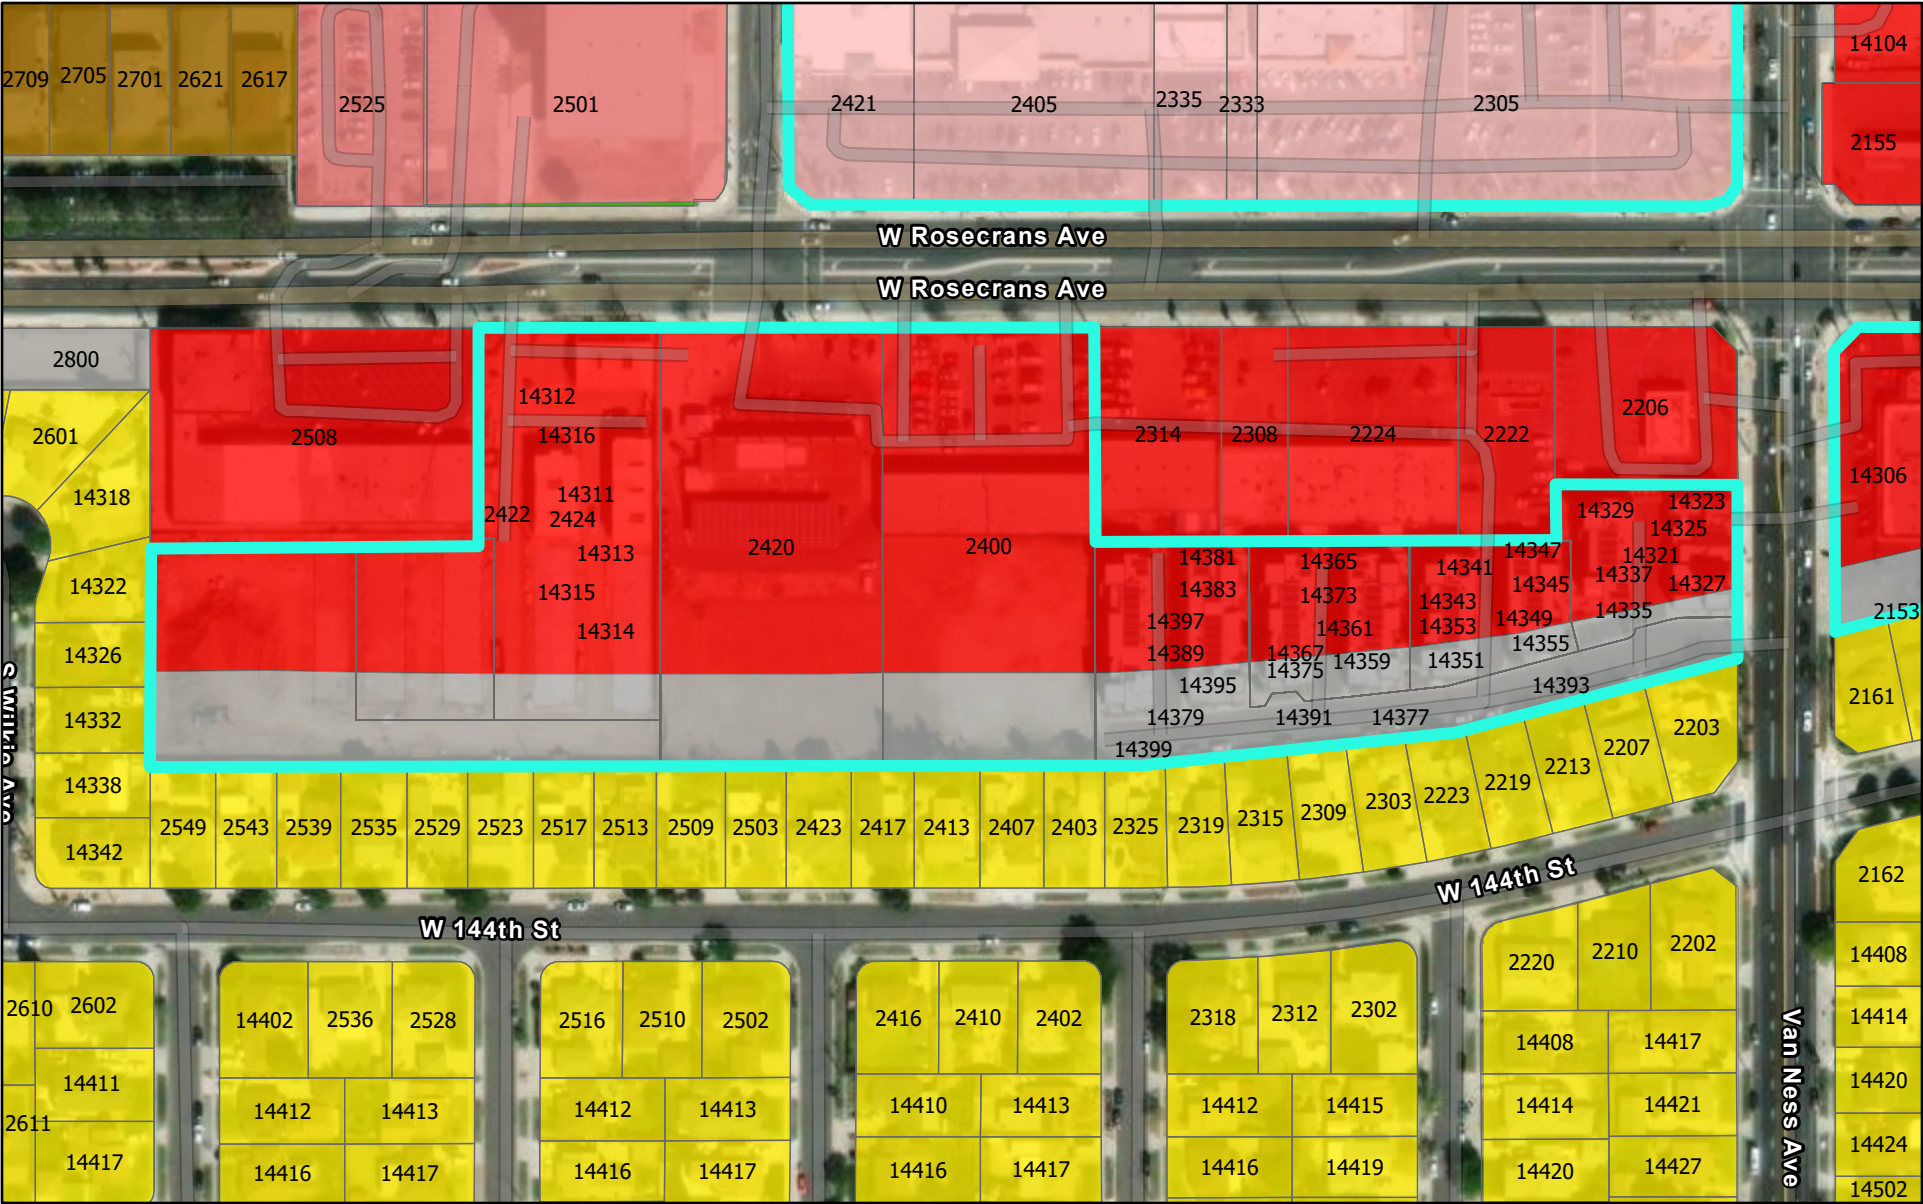 14104
2709 2705 2701 2621 2617
2525 2501 2421 2405 2335 2333 2305
2155
W Rosecrans Ave
W Rosecrans Ave
2800
14312
2601 2508 14316 2314 2308 2224 2222 2206
14318 14311 14306
2422 2424 14329 14323
14325
14313 2420 2400 14381 14365 14347 14321
14341 14337
14322 14315 14383 14373 14343 14345 14327
14397 14349 14335 2153
14326 14314 14361 14353
14389 14367 14359 14351 14355
14395 14375 14393
14332 14379 14391 14377 2203 2161
14399 2207
S Wilkie Ave
14338 2223 2219 2213
2549 2543 2539 2535 2529 2523 2517 2513 2509 2503 2423 2417 2413 2407 2403 2325 2319 2315 2309 2303
14342
W 144th St
2162
W 144th St
2220 2210 2202 14408
2610 2602 14402 2536 2528 2516 2510 2502 2416 2410 2402 2318 2312 2302
14414
14408 14417
14411 14420
14412 14413 14412 14413 14410 14413 14412 14415 14414 14421
2611
14424
14417 14416 14417 14416 14417 14416 14417 14416 14419 14420 14427
14502
Van Ness Ave